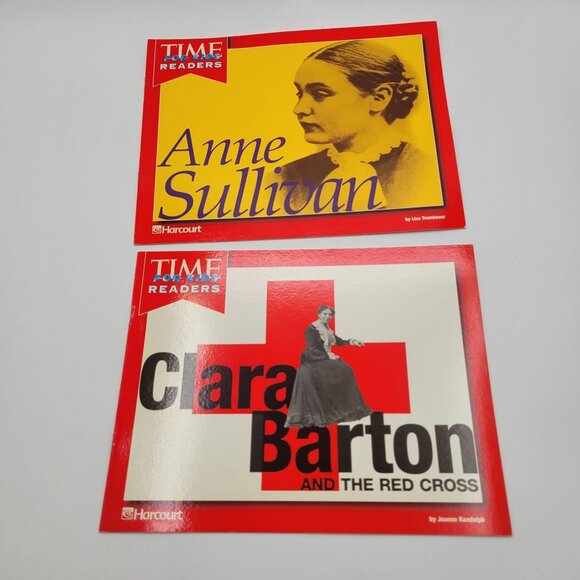 TIME
FOR KIDS
READERS
Anne
Sullivan
Harcourt
by Lisa Trumbauer
TIME
FOR KIDS
READERS
Clara
Barton
AND THE RED CROSS
Harcourt
by Jeanne Randolph